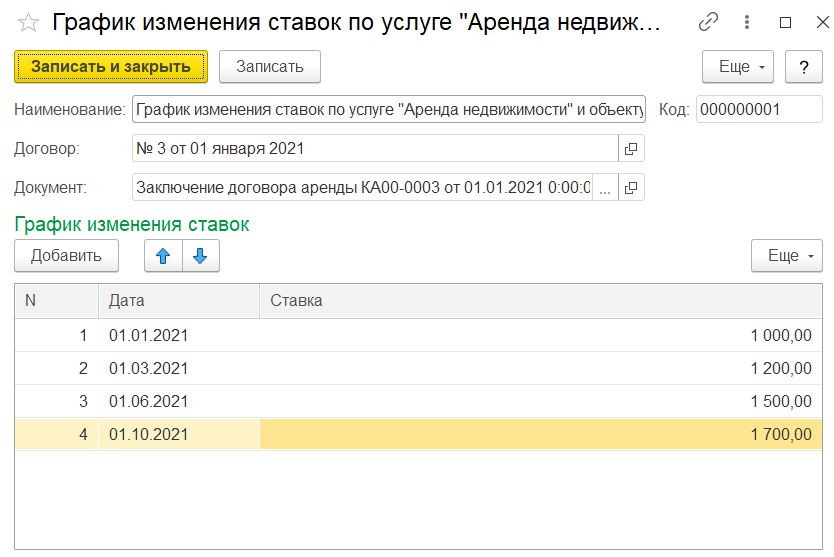 График изменения ставок по услуге "Аренда недвиж...
Записать и закрыть Записать Еще ?
Наименование: График изменения ставок по услуге "Аренда недвижимости" и объекту Код: 000000001
Договор: № 3 от 01 января 2021
Документ: Заключение договора аренды КА00-0003 от 01.01.2021 0:00:0 ...
График изменения ставок
Добавить Еще
N Дата Ставка
1 01.01.2021 1 000,00
2 01.03.2021 1 200,00
3 01.06.2021 1 500,00
4 01.10.2021 1 700,00